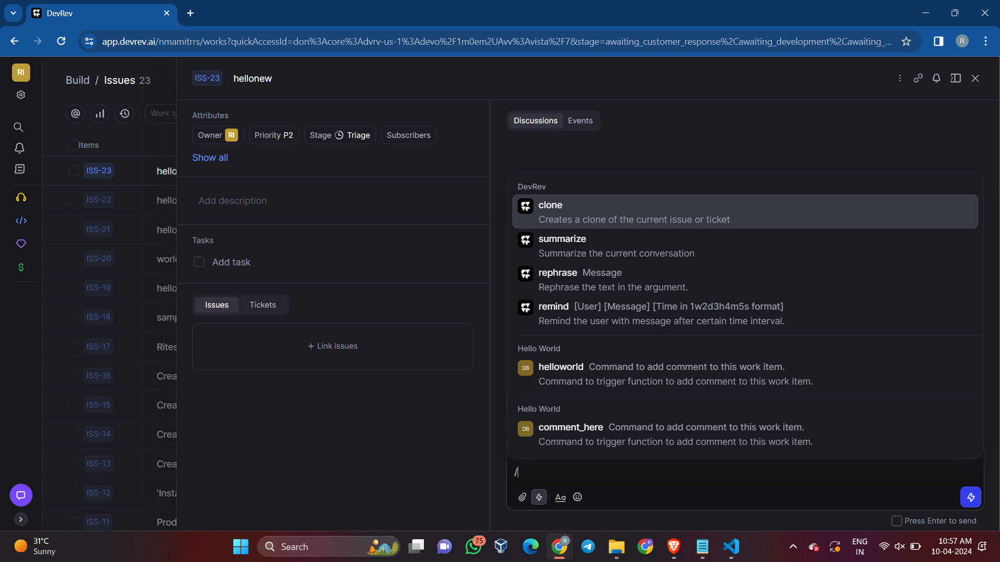 DevRev
app.devrev.ai/nmamitrrs/works?quickAccessId=don%3Acore%3Advrv-us-1%3Adevo%2F1m0em2UAvv%3Avista%2F7&stage=awaiting_customer_response%2Cawaiting_development%2Cawaiting_...
R
RI
Build / Issues 23
Work ty
Items
ISS-23 hello
ISS-22 hello
ISS-21 hello
ISS-20 worl
ISS-19 hello
ISS-18 samp
ISS-17 Rites
ISS-16 Crea
ISS-15 Crea
ISS-14 Crea
ISS-13 Crea
ISS-12 'Insta
ISS-11 Prod
ISS-23 hellonew
Attributes
Owner RI Priority P2 Stage Triage Subscribers
Show all
Add description
Tasks
Add task
Issues Tickets
+ Link issues
Discussions Events
DevRev
clone
Creates a clone of the current issue or ticket
summarize
Summarize the current conversation
rephrase Message
Rephrase the text in the argument.
remind [User] [Message] [Time in 1w2d3h4m5s format]
Remind the user with message after certain time interval.
Hello World
DB helloworld Command to add comment to this work item.
Command to trigger function to add comment to this work item.
Hello World
DB comment_here Command to add comment to this work item.
Command to trigger function to add comment to this work item.
/
Aa
Press Enter to send
31°C
Sunny
Search
75
R
R
ENG
IN
10:57 AM
10-04-2024